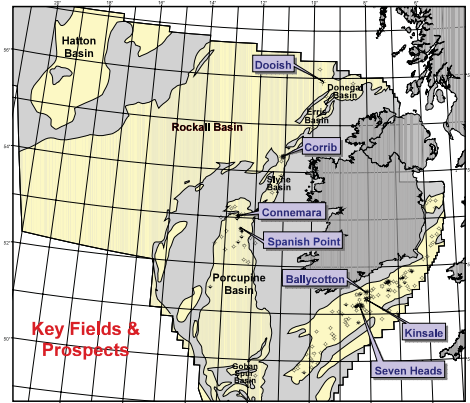 Hatton
Basin
Dooish
Donegal
Basin
Erris
Basin
Rockall Basin
Corrib
Slyne
Basin
Connemara
Spanish Point
Porcupine
Basin
Ballycotton
Kinsale
Key Fields &
Prospects
Seven Heads
Goban
Spur
Basin